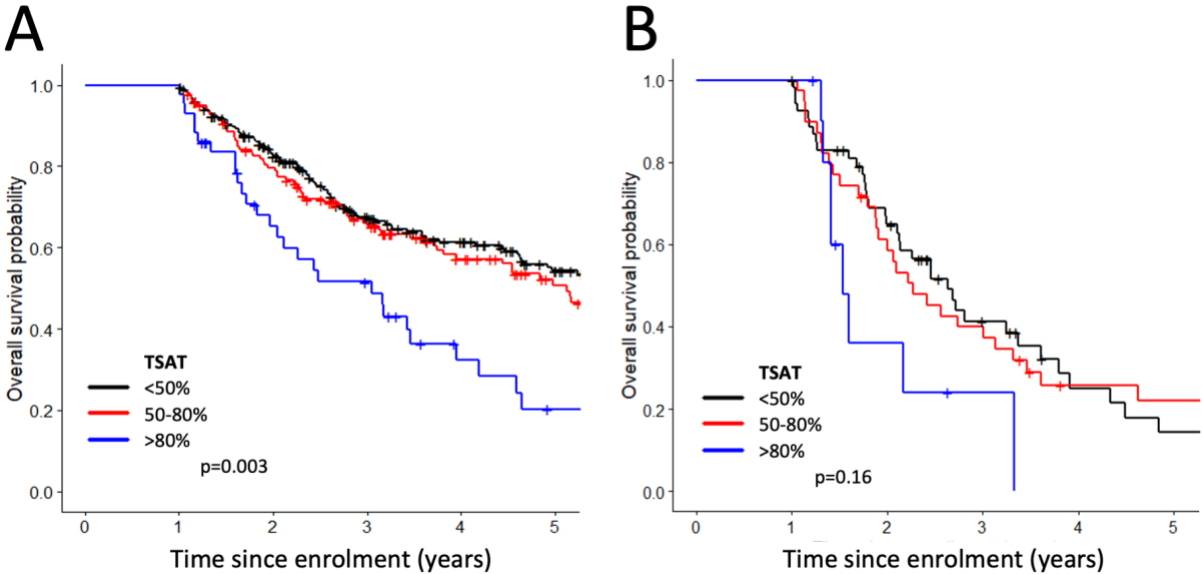 A
Overall survival probability
1.0
0.8
0.6
0.4
0.2
0.0
TSAT
<50%
50-80%
>80%
p=0.003
0 1 2 3 4 5
Time since enrolment (years)
B
Overall survival probability
1.0
0.8
0.6
0.4
0.2
0.0
TSAT
<50%
50-80%
>80%
p=0.16
0 1 2 3 4 5
Time since enrolment (years)